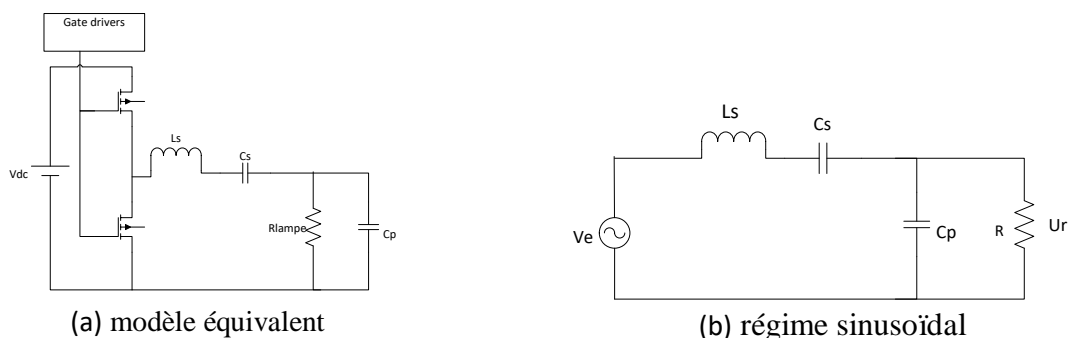 Gate drivers
Vdc
Ls
Cs
Rlampe
Cp
(a) modèle équivalent
Ls
Cs
Ve
Cp
R
Ur
(b) régime sinusoïdal